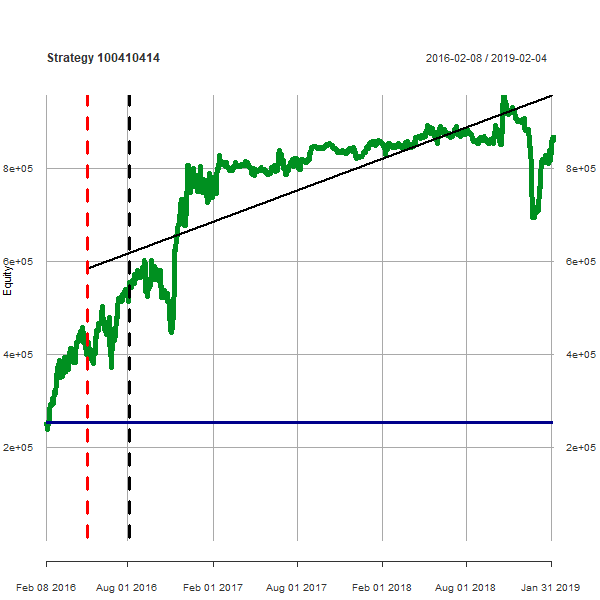 Strategy 100410414
2016-02-08 / 2019-02-04
8e+05
8e+05
6e+05
6e+05
Equity
4e+05
4e+05
2e+05
2e+05
Feb 08 2016
Aug 01 2016
Feb 01 2017
Aug 01 2017
Feb 01 2018
Aug 01 2018
Jan 31 2019